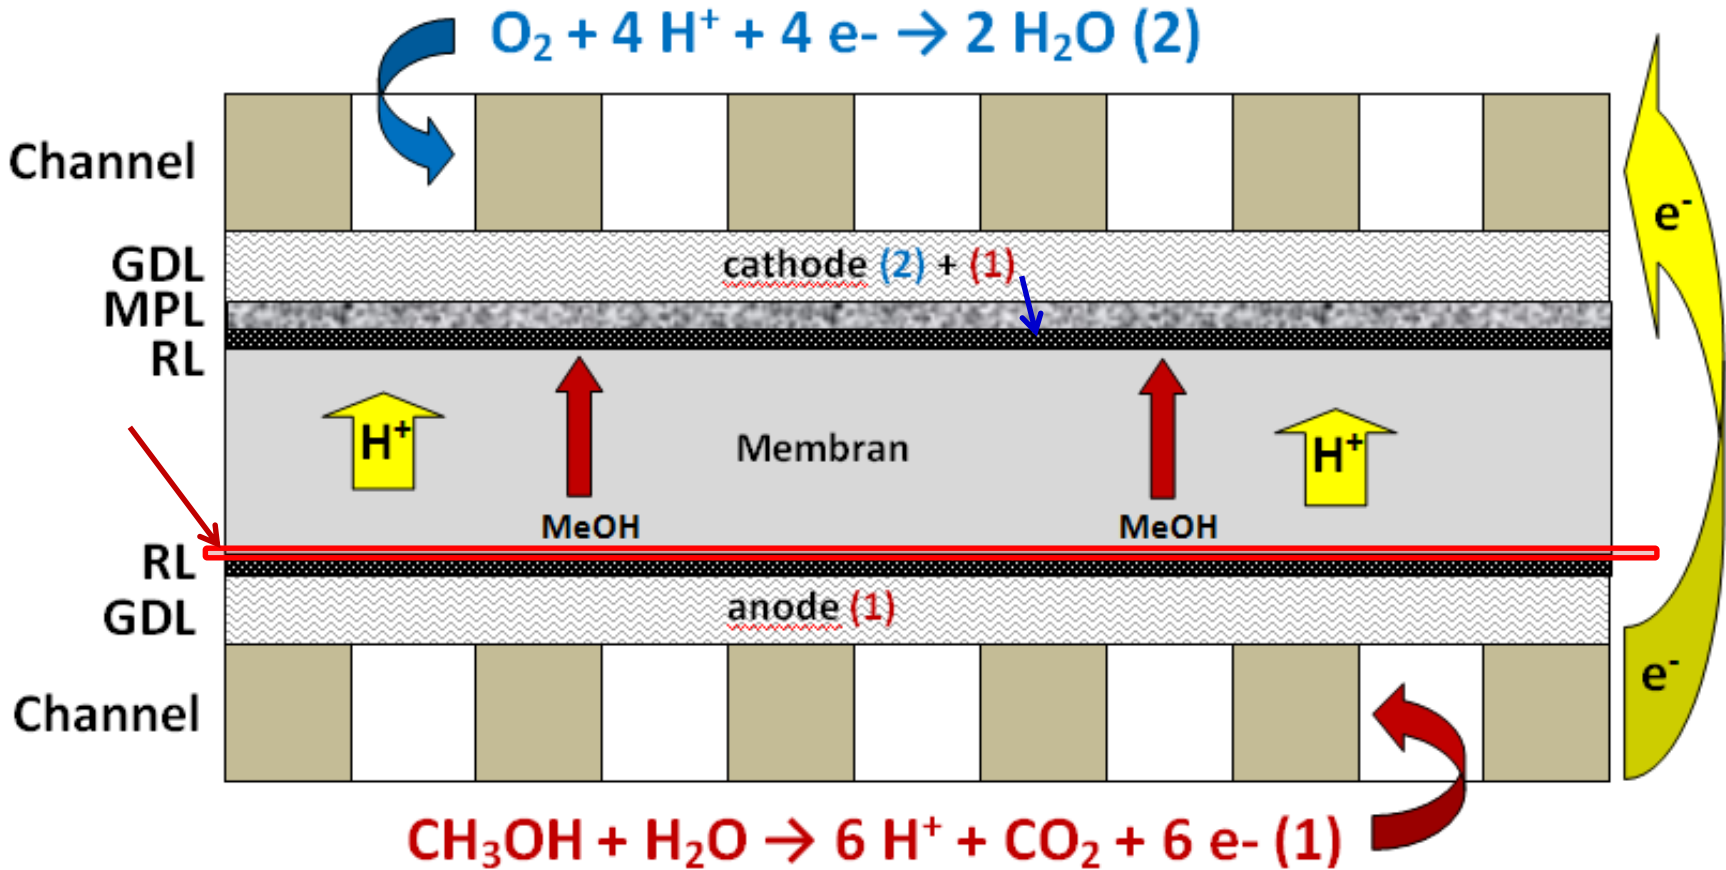 O₂ + 4 H⁺ + 4 e- → 2 H₂O (2)
Channel
e⁻
GDL
cathode (2) + (1)
MPL
RL
H⁺
Membran
H⁺
MeOH
MeOH
RL
GDL
anode (1)
e⁻
Channel
CH₃OH + H₂O → 6 H⁺ + CO₂ + 6 e- (1)